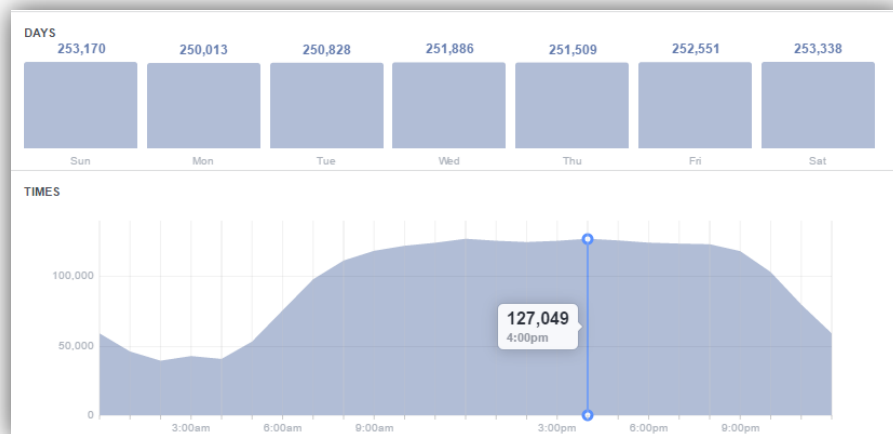 DAYS
253,170 250,013 250,828 251,886 251,509 252,551 253,338
Sun Mon Tue Wed Thu Fri Sat
TIMES
100,000
127,049
4:00pm
50,000
0
3:00am 6:00am 9:00am 3:00pm 6:00pm 9:00pm